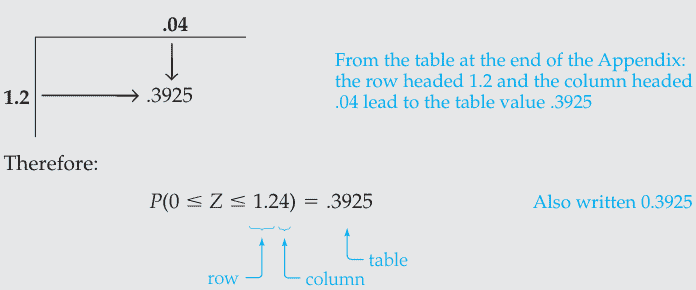 .04
From the table at the end of the Appendix:
the row headed 1.2 and the column headed
1.2 .3925 .04 lead to the table value .3925
Therefore:
P(0 ≤ Z ≤ 1.24) = .3925 Also written 0.3925
table
row column